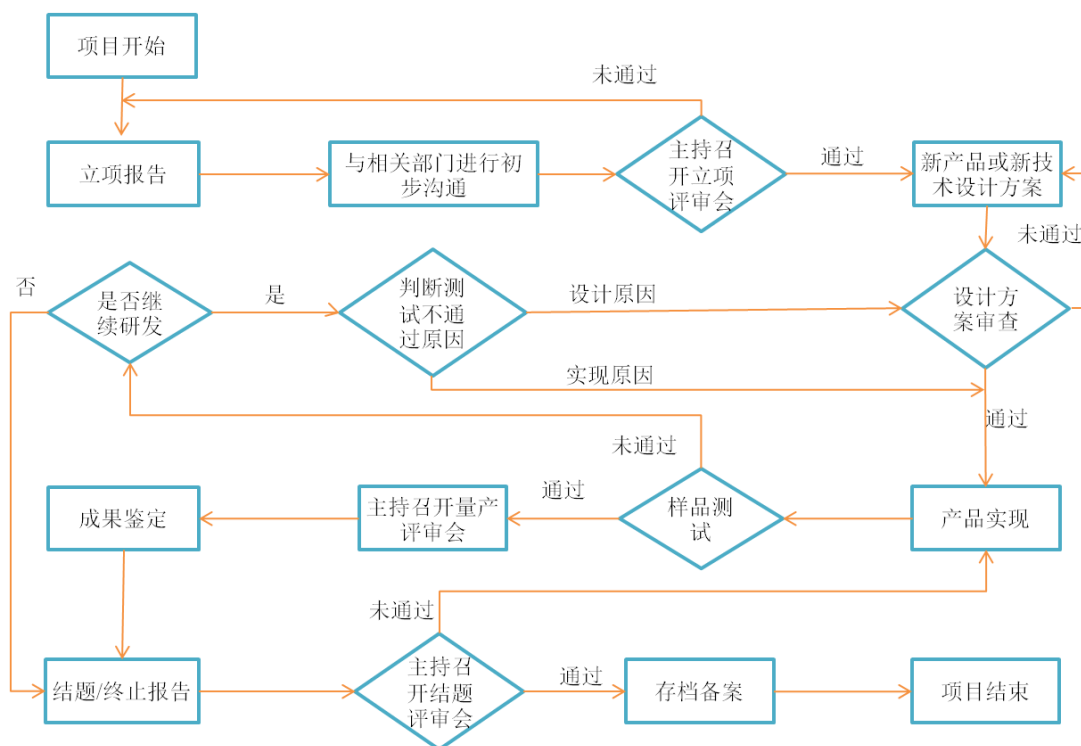 项目开始
未通过
立项报告
与相关部门进行初
步沟通
主持召
开立项
评审会
通过
新产品或新技
术设计方案
未通过
否
是否继
续研发
是
判断测
试不通
过原因
设计原因
设计方
案审查
实现原因
通过
未通过
成果鉴定
主持召开量产
评审会
通过
样品测
试
产品实现
未通过
结题/终止报告
主持召
开结题
评审会
通过
存档备案
项目结束